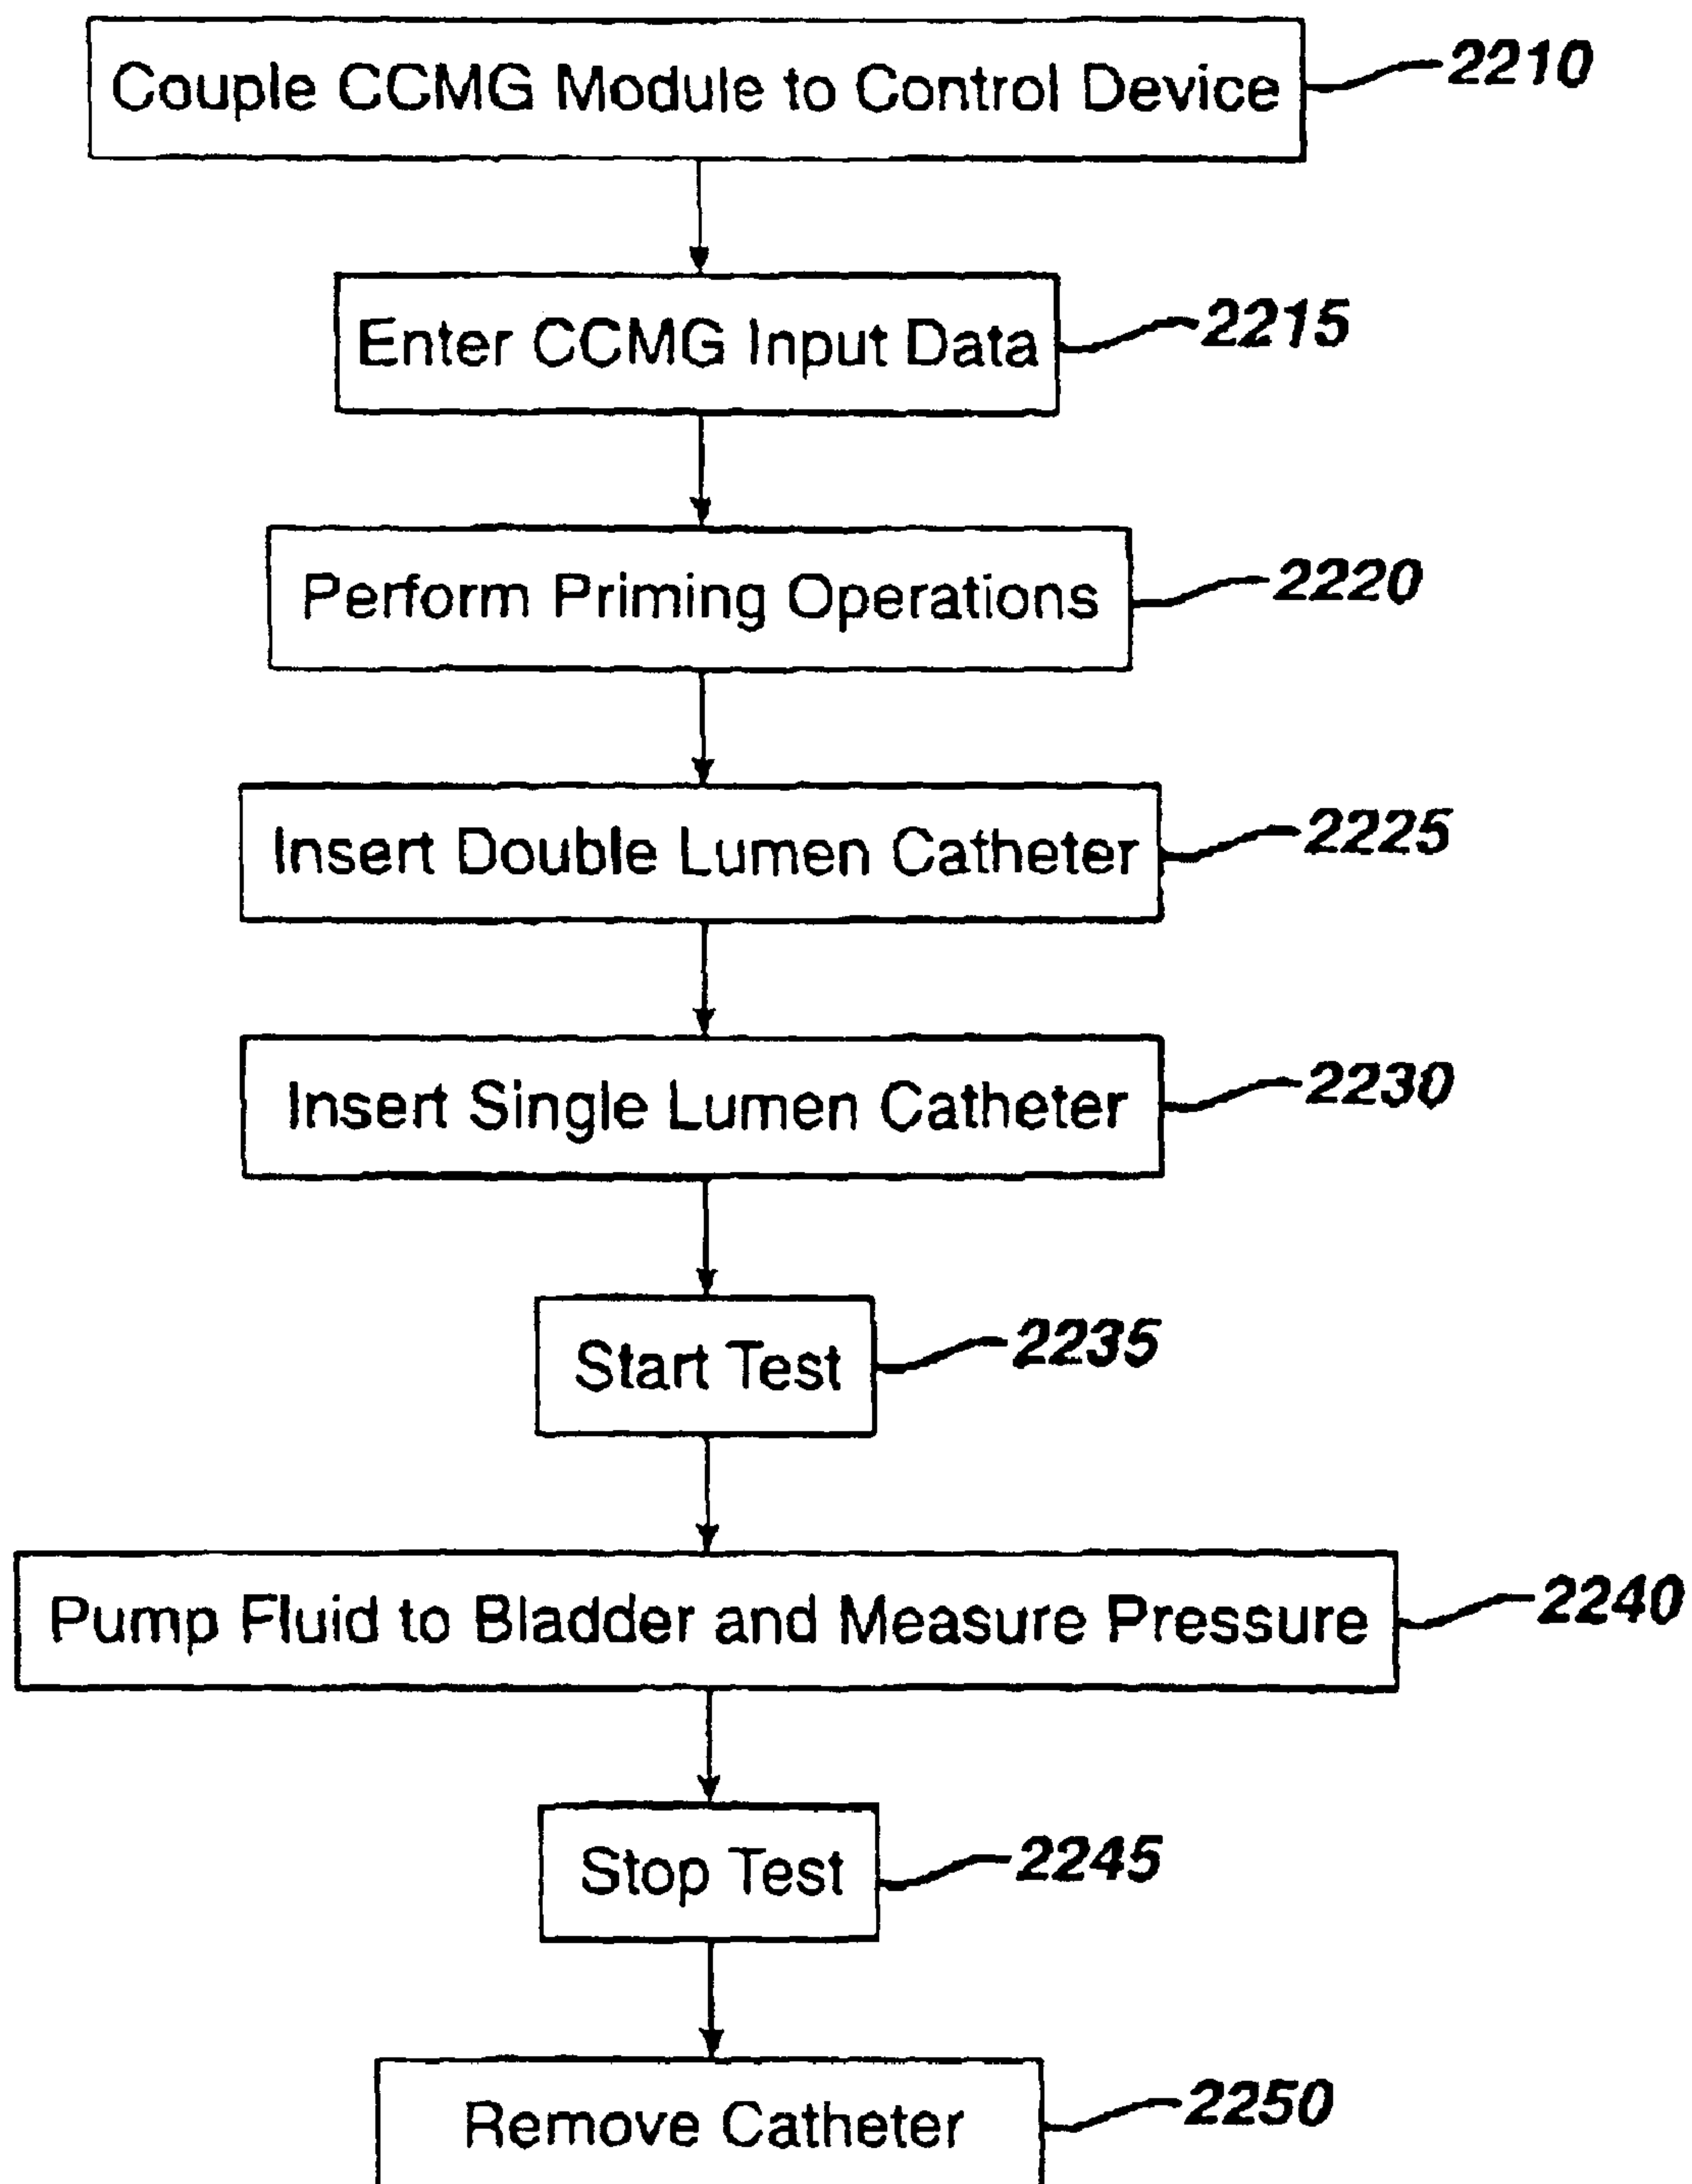 Couple CCMG Module to Control Device 2210
Enter CCMG Input Data 2215
Perform Priming Operations 2220
Insert Double Lumen Catheter 2225
Insert Single Lumen Catheter 2230
Start Test 2235
Pump Fluid to Bladder and Measure Pressure 2240
Stop Test 2245
Remove Catheter 2250